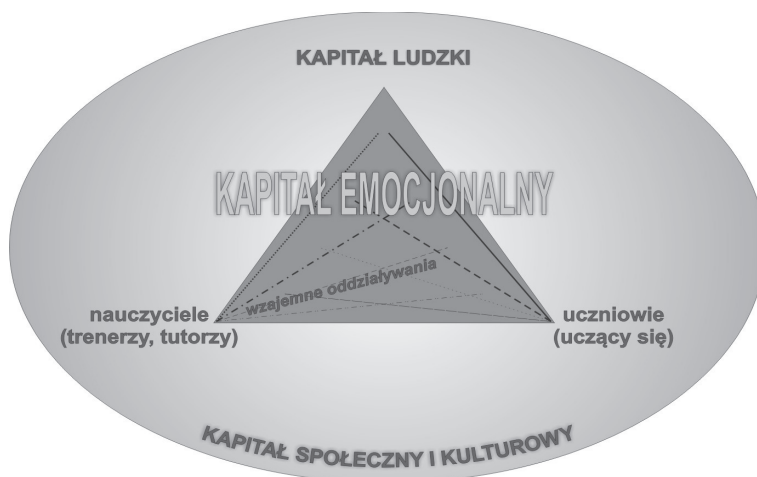 KAPITAŁ LUDZKI
KAPITAŁ EMOCJONALNY
wzajemne oddziaływania
nauczyciele
(trenerzy, tutorzy)
uczniowie
(uczący się)
KAPITAŁ SPOŁECZNY I KULTUROWY